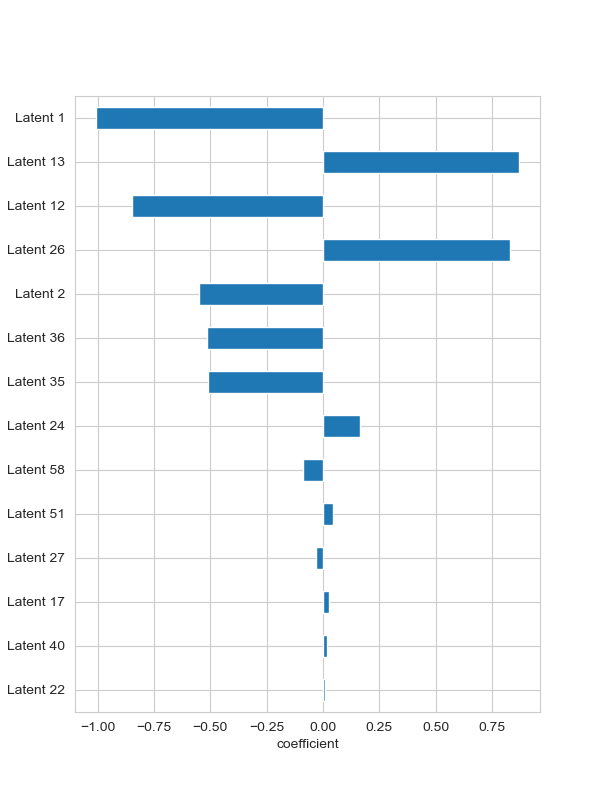 Latent 1
Latent 13
Latent 12
Latent 26
Latent 2
Latent 36
Latent 35
Latent 24
Latent 58
Latent 51
Latent 27
Latent 17
Latent 40
Latent 22
−1.00 −0.75 −0.50 −0.25 0.00 0.25 0.50 0.75
coefficient